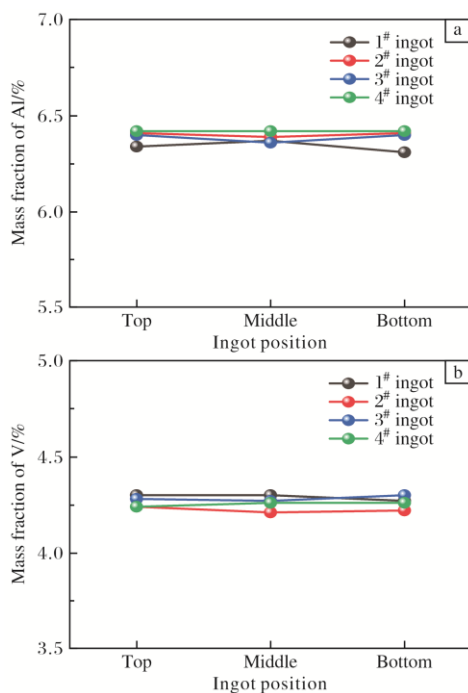 7.0
a
1# ingot
2# ingot
3# ingot
4# ingot
6.5
6.0
5.5
Mass fraction of Al/%
Top Middle Bottom
Ingot position
5.0
b
1# ingot
2# ingot
3# ingot
4# ingot
4.5
4.0
3.5
Mass fraction of V/%
Top Middle Bottom
Ingot position